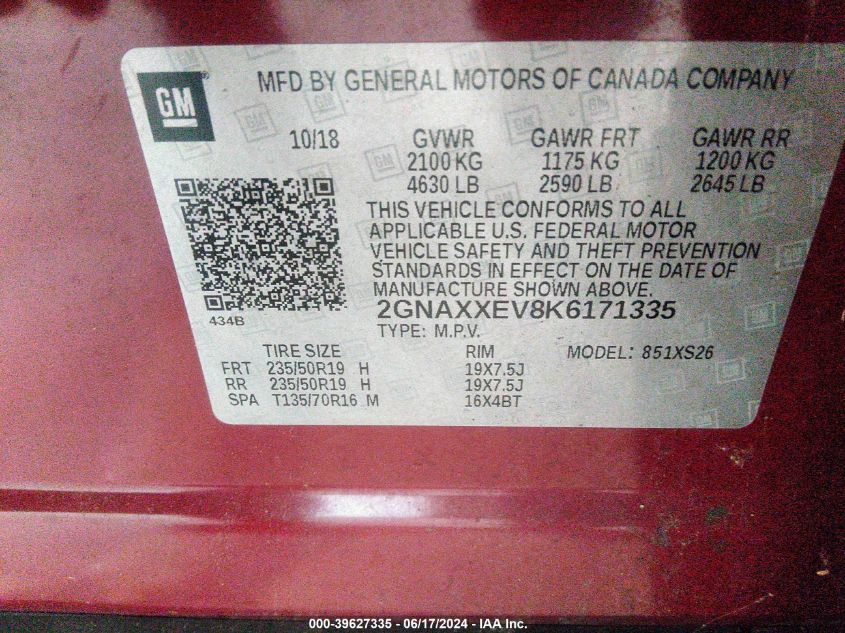 GM ®
MFD BY GENERAL MOTORS OF CANADA COMPANY
10/18 GVWR GAWR FRT GAWR RR
2100 KG 1175 KG 1200 KG
4630 LB 2590 LB 2645 LB
THIS VEHICLE CONFORMS TO ALL
APPLICABLE U.S. FEDERAL MOTOR
VEHICLE SAFETY AND THEFT PREVENTION
STANDARDS IN EFFECT ON THE DATE OF
MANUFACTURE SHOWN ABOVE.
434B
2GNAXXEV8K6171335
TYPE: M.P.V.
TIRE SIZE RIM MODEL: 851XS26
FRT 235/50R19 H 19X7.5J
RR 235/50R19 H 19X7.5J
SPA T135/70R16 M 16X4BT
000-39627335 - 06/17/2024 - IAA Inc.